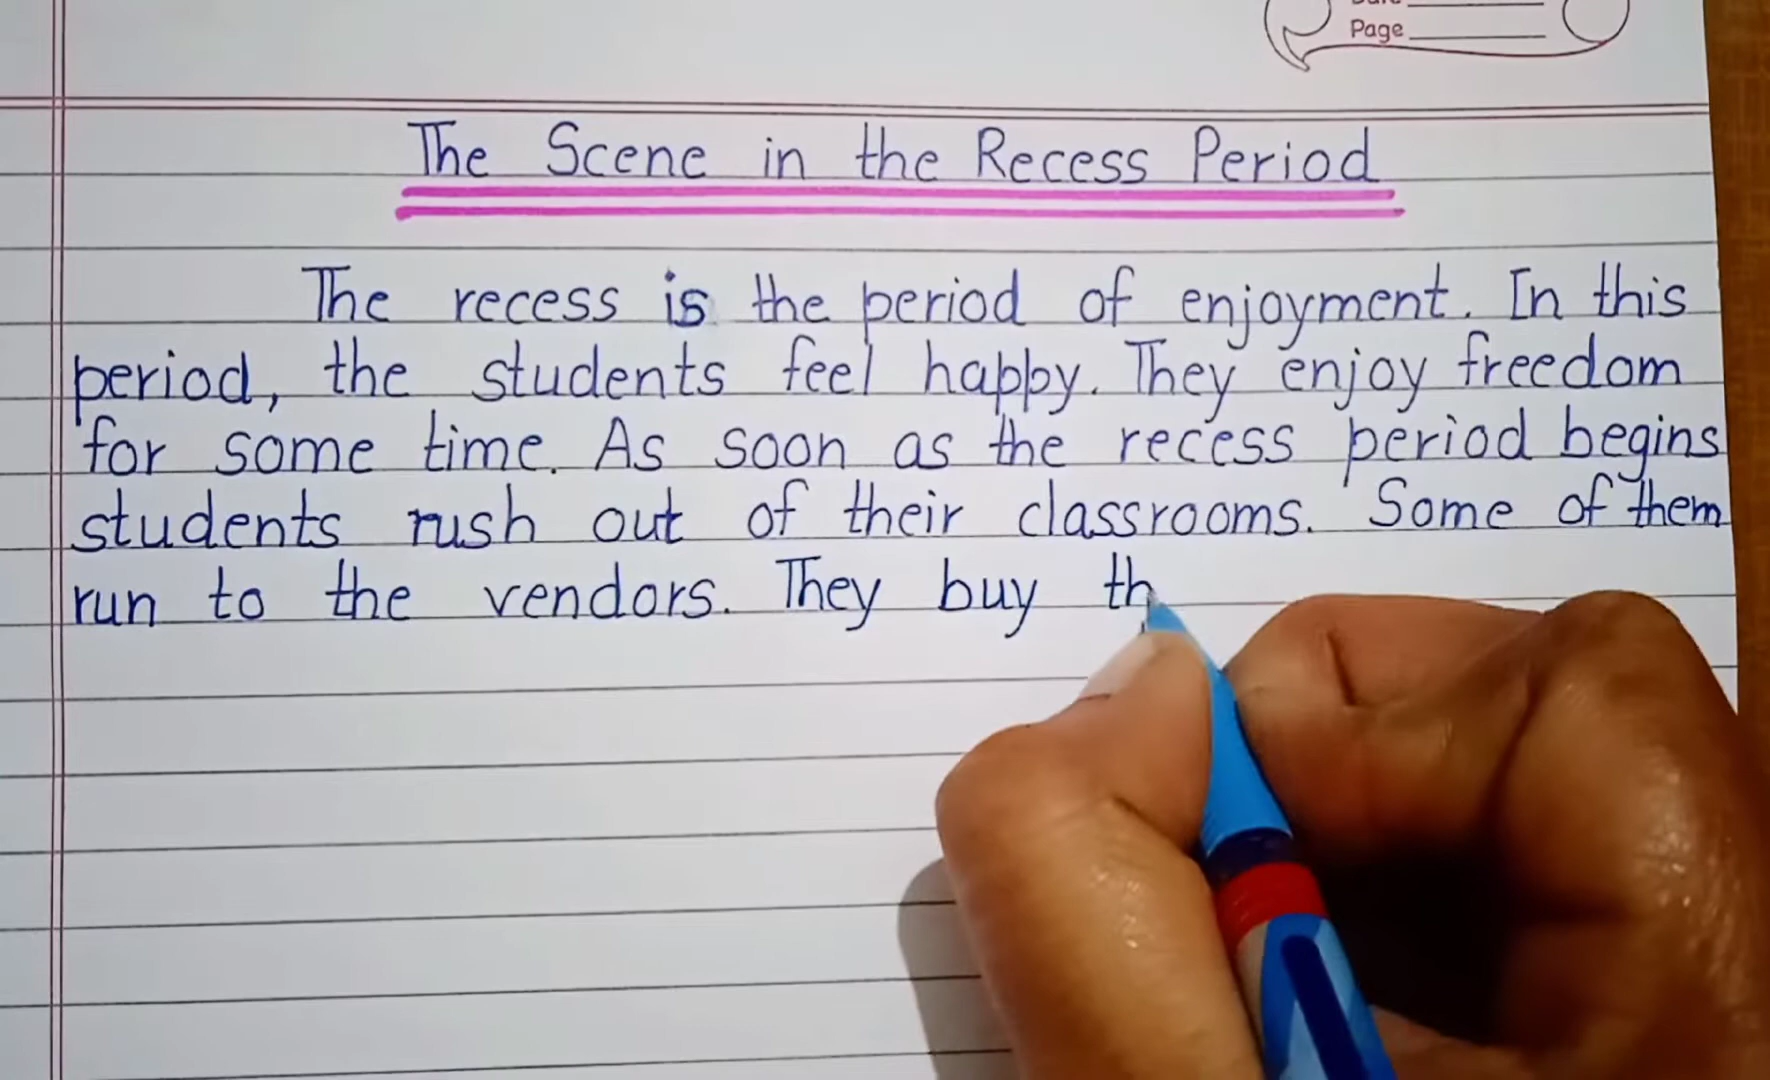 Page
The Scene in the Recess Period
The recess is the period of enjoyment. In this
period, the students feel happy. They enjoy freedom
for some time. As soon as the recess period begins
students rush out of their classrooms. Some of them
run to the vendors. They buy th